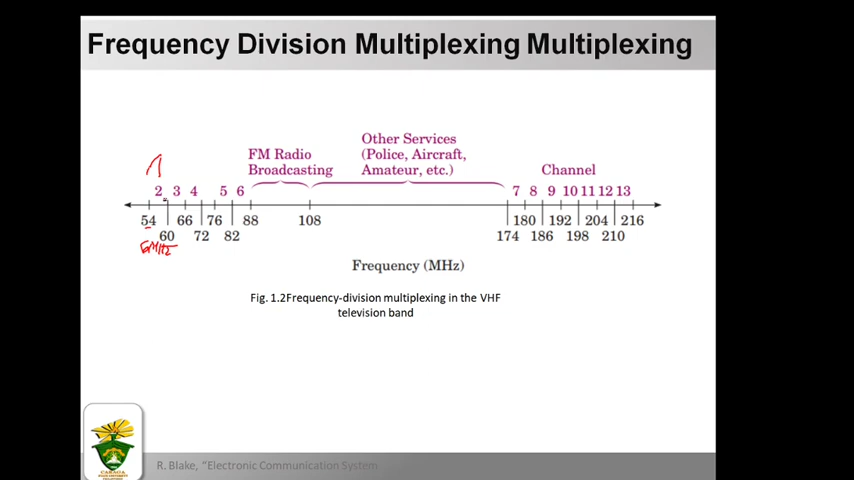 Frequency Division Multiplexing Multiplexing
Other Services
FM Radio (Police, Aircraft,
Broadcasting Amateur, etc.) Channel
2 3 4 5 6 7 8 9 10 11 12 13
54 66 76 88 108 180 192 204 216
60 72 82 174 186 198 210
6MHz
Frequency (MHz)
Fig. 1.2Frequency-division multiplexing in the VHF
television band
R. Blake, "Electronic Communication System